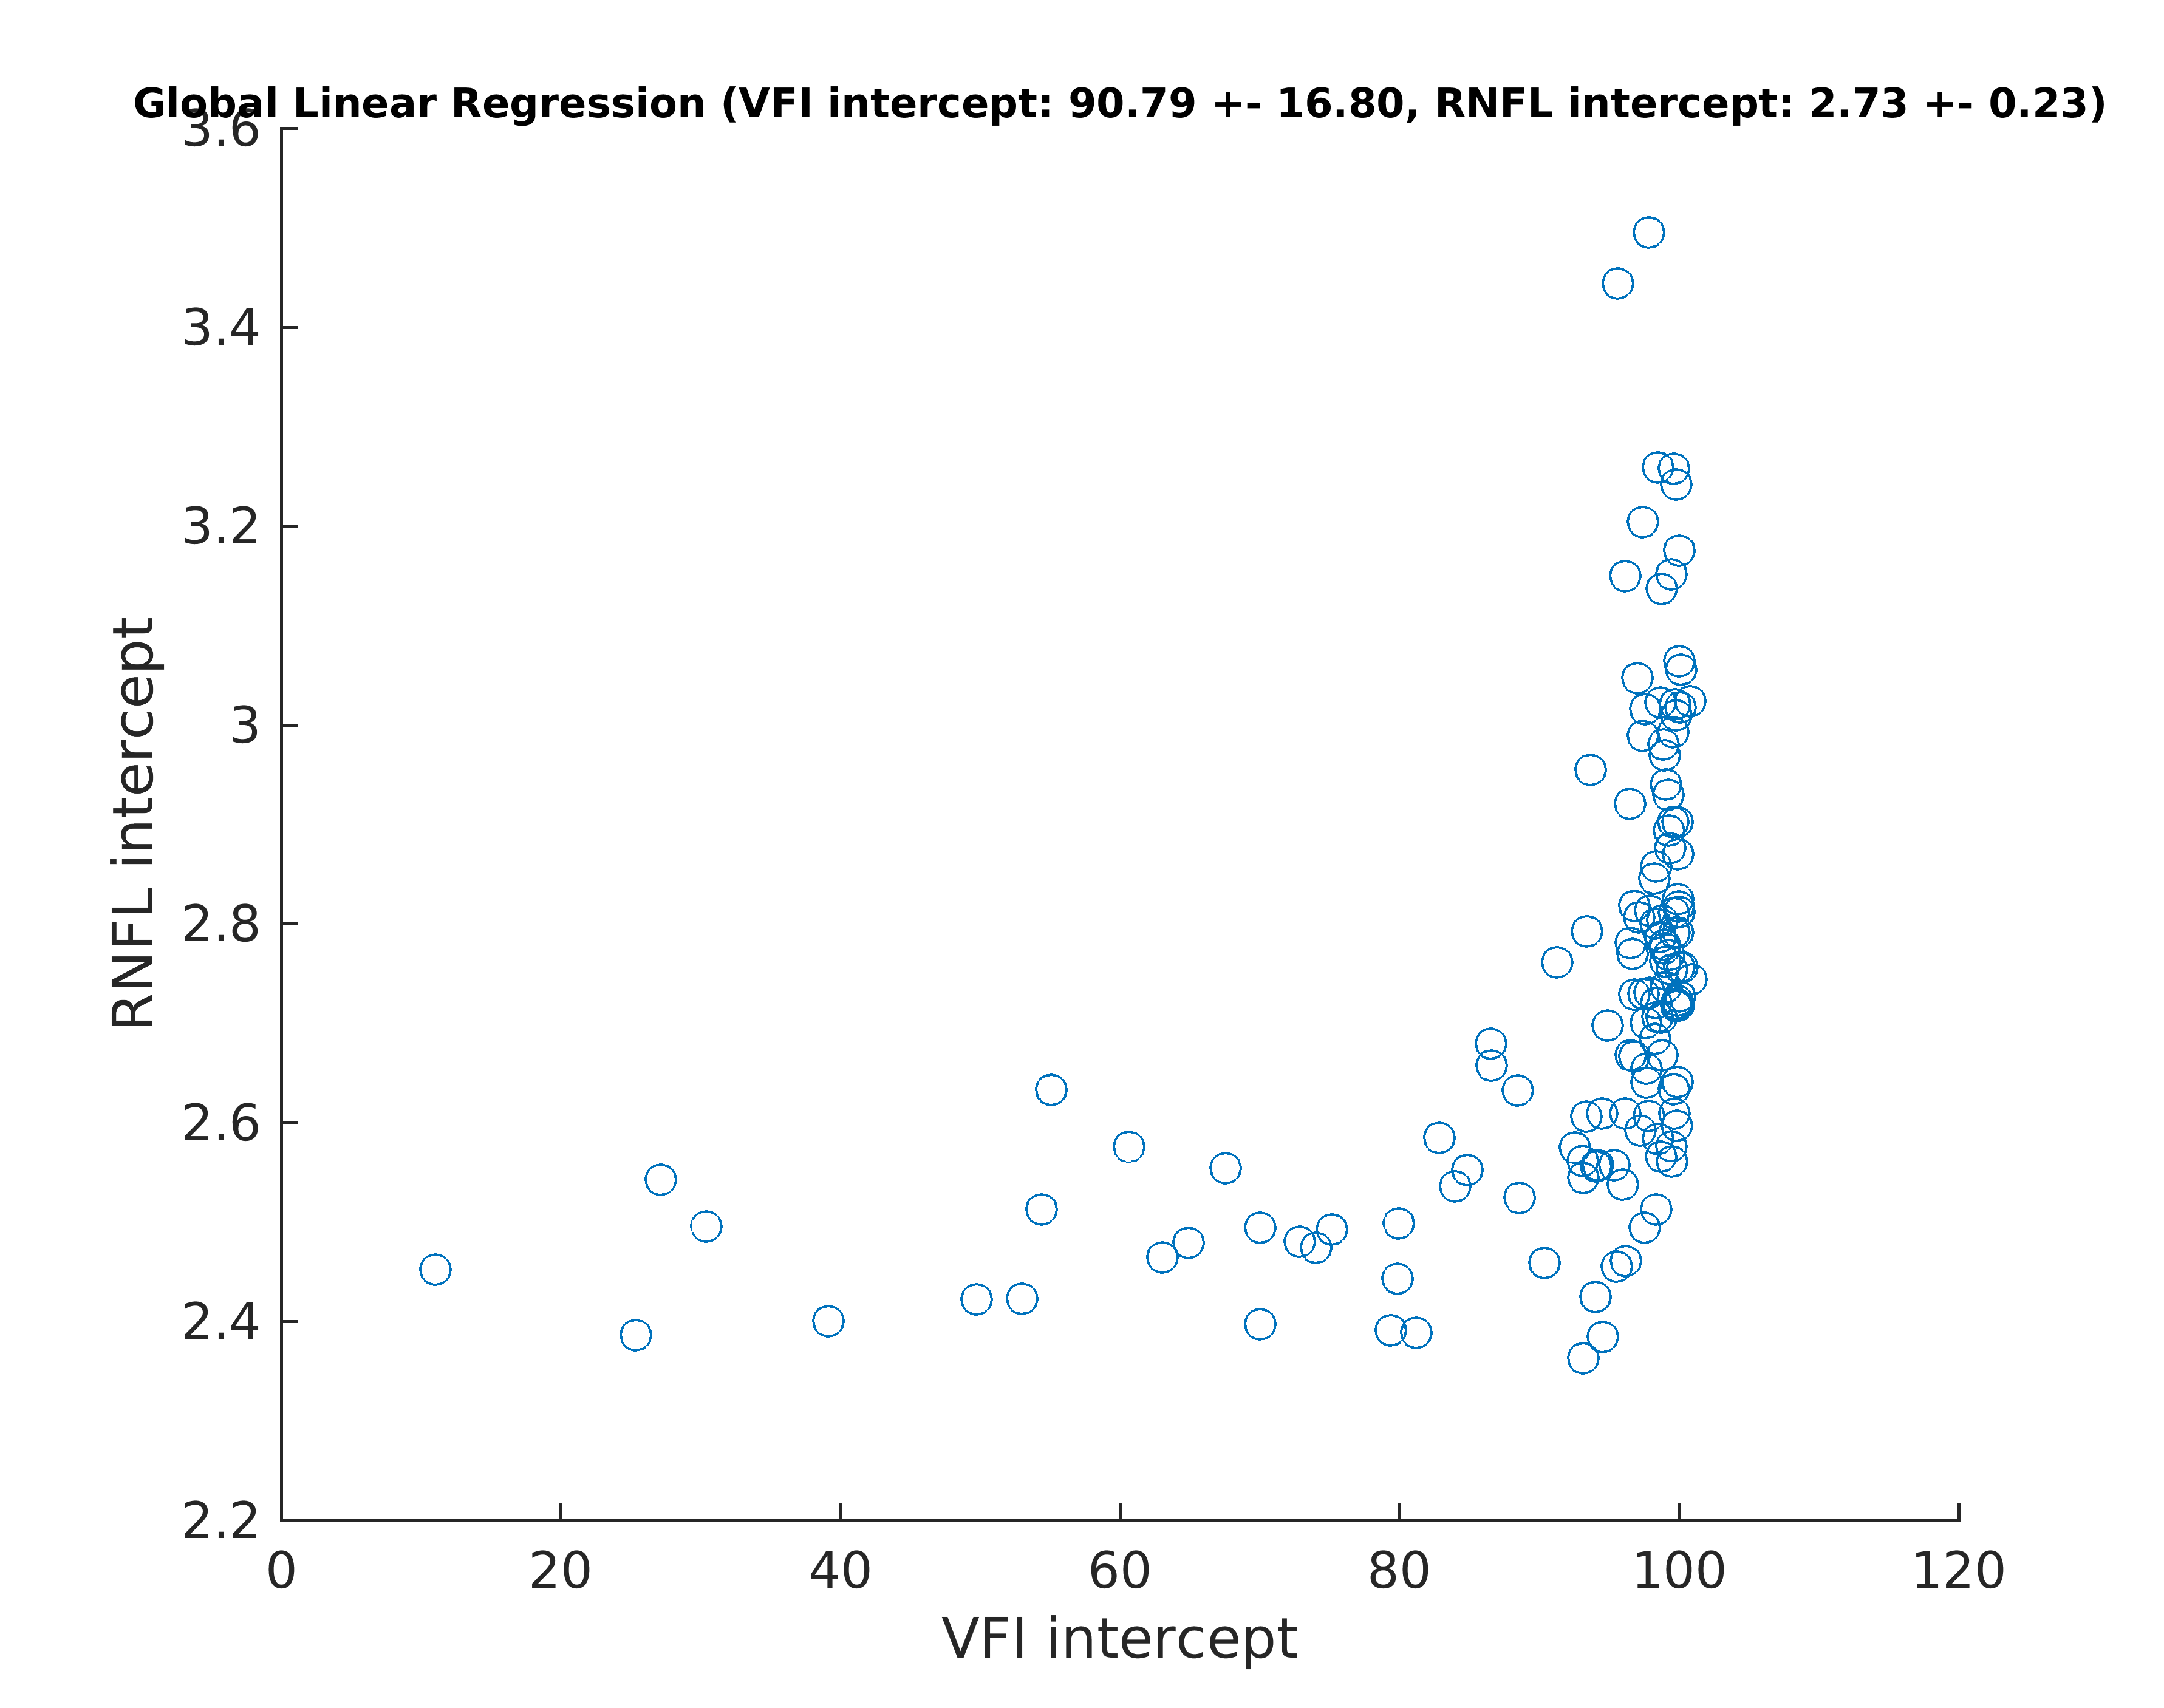 Global Linear Regression (VFI intercept: 90.79 +- 16.80, RNFL intercept: 2.73 +- 0.23)
3.6
3.4
3.2
3
2.8
2.6
2.4
2.2
RNFL intercept
0 20 40 60 80 100 120
VFI intercept